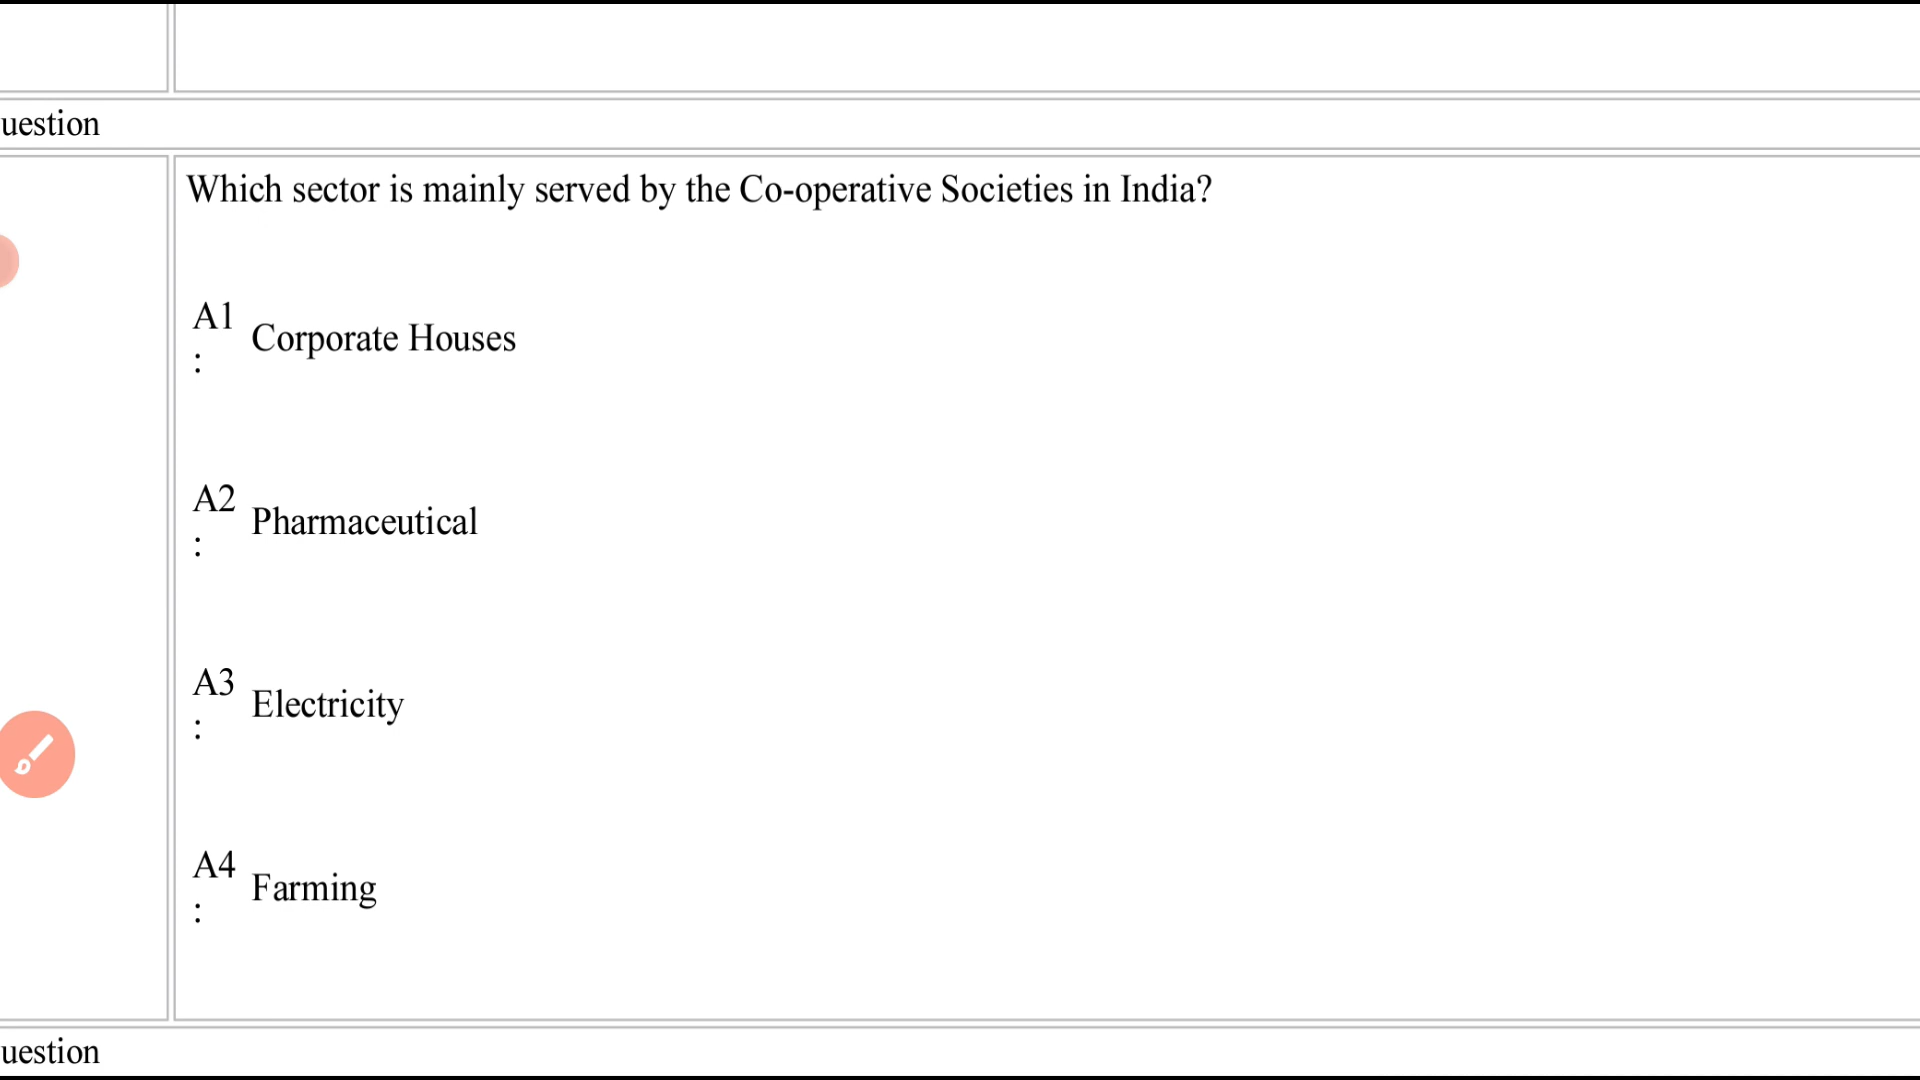 uestion
Which sector is mainly served by the Co-operative Societies in India?
A1
:
Corporate Houses
A2
:
Pharmaceutical
A3
:
Electricity
A4
:
Farming
uestion